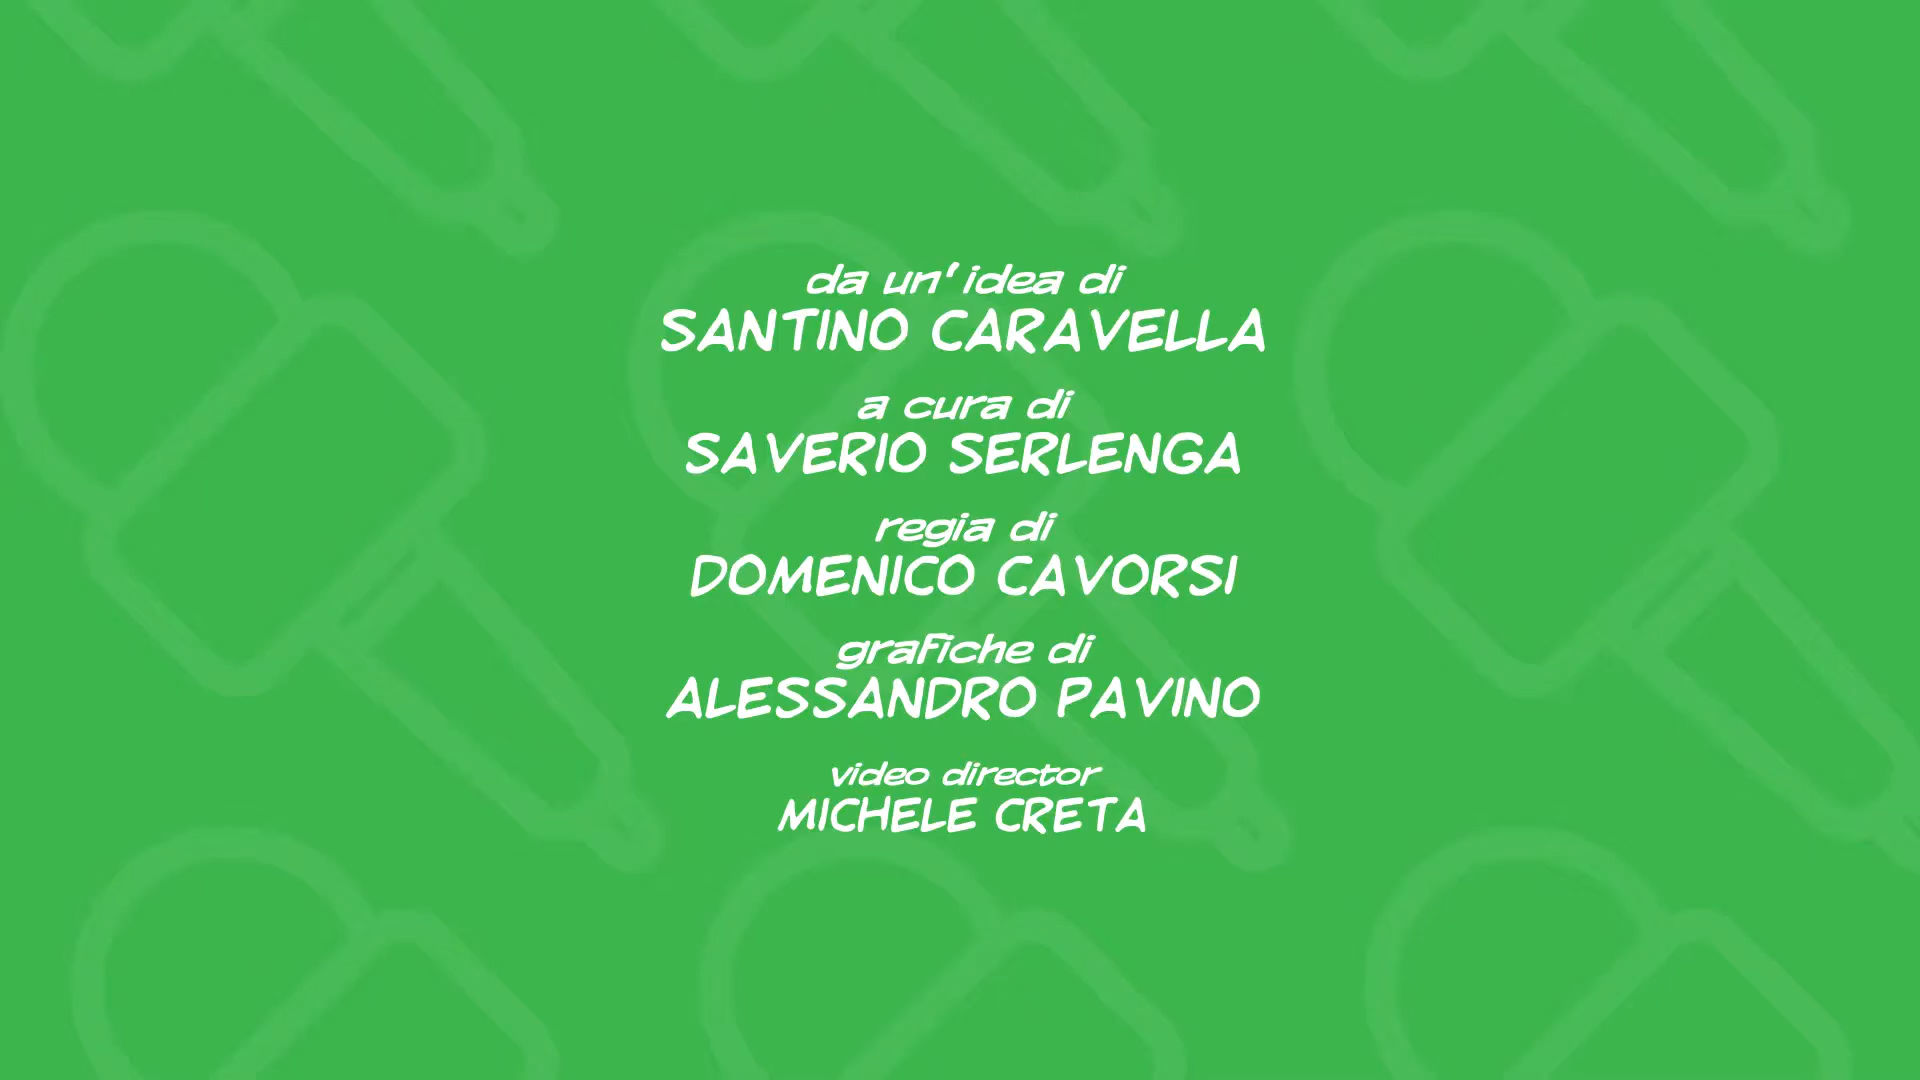 da un'idea di
SANTINO CARAVELLA
a cura di
SAVERIO SERLENGA
regia di
DOMENICO CAVORSI
grafiche di
ALESSANDRO PAVINO
video director
MICHELE CRETA